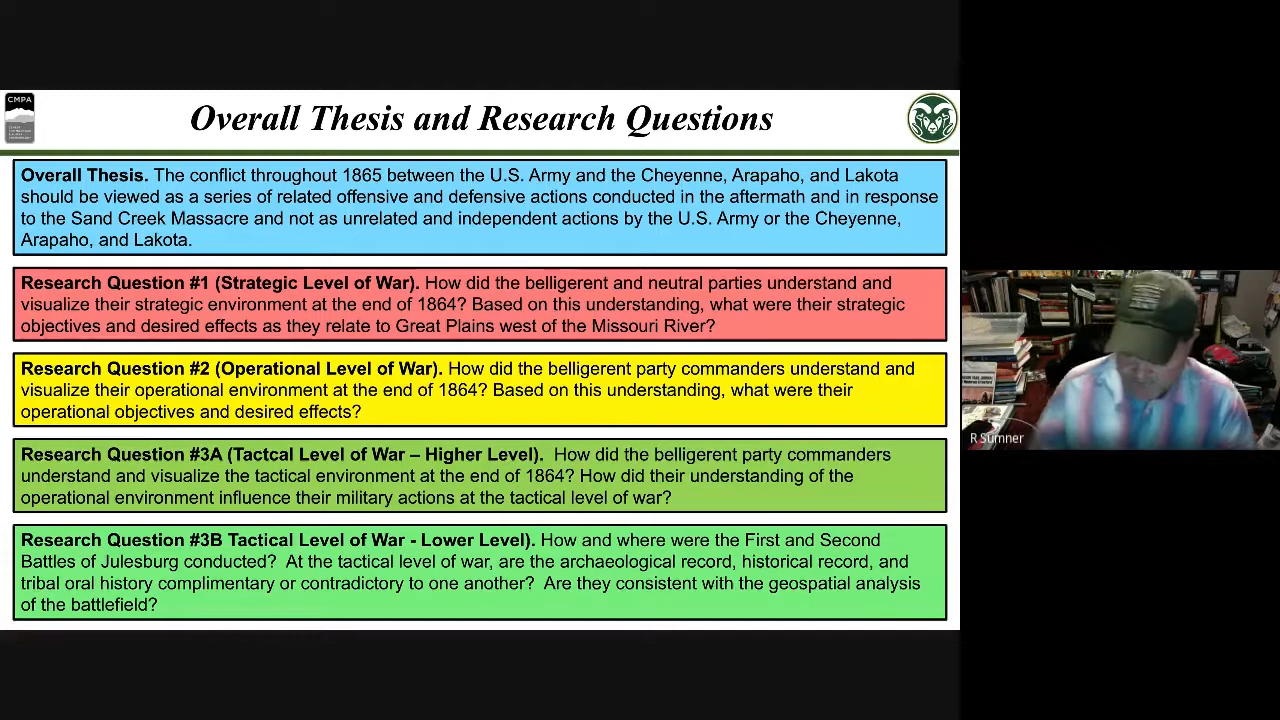 CMPA
Overall Thesis and Research Questions
Overall Thesis. The conflict throughout 1865 between the U.S. Army and the Cheyenne, Arapaho, and Lakota
should be viewed as a series of related offensive and defensive actions conducted in the aftermath and in response
to the Sand Creek Massacre and not as unrelated and independent actions by the U.S. Army or the Cheyenne,
Arapaho, and Lakota.
Research Question #1 (Strategic Level of War). How did the belligerent and neutral parties understand and
visualize their strategic environment at the end of 1864? Based on this understanding, what were their strategic
objectives and desired effects as they relate to Great Plains west of the Missouri River?
Research Question #2 (Operational Level of War). How did the belligerent party commanders understand and
visualize their operational environment at the end of 1864? Based on this understanding, what were their
operational objectives and desired effects?
Research Question #3A (Tactcal Level of War – Higher Level). How did the belligerent party commanders
understand and visualize the tactical environment at the end of 1864? How did their understanding of the
operational environment influence their military actions at the tactical level of war?
Research Question #3B Tactical Level of War - Lower Level). How and where were the First and Second
Battles of Julesburg conducted? At the tactical level of war, are the archaeological record, historical record, and
tribal oral history complimentary or contradictory to one another? Are they consistent with the geospatial analysis
of the battlefield?
R Sumner